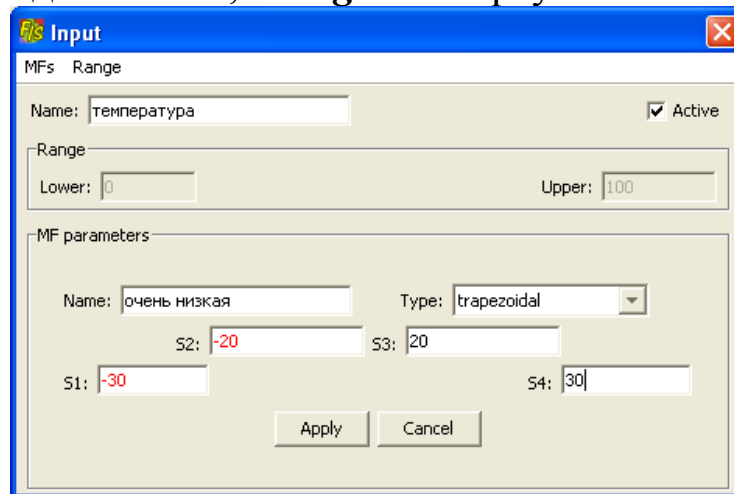 Fis Input
MFs Range
Name: температура Active
Range
Lower: 0 Upper: 100
MF parameters
Name: очень низкая Type: trapezoidal
S2: -20 S3: 20
S1: -30 S4: 30
Apply Cancel